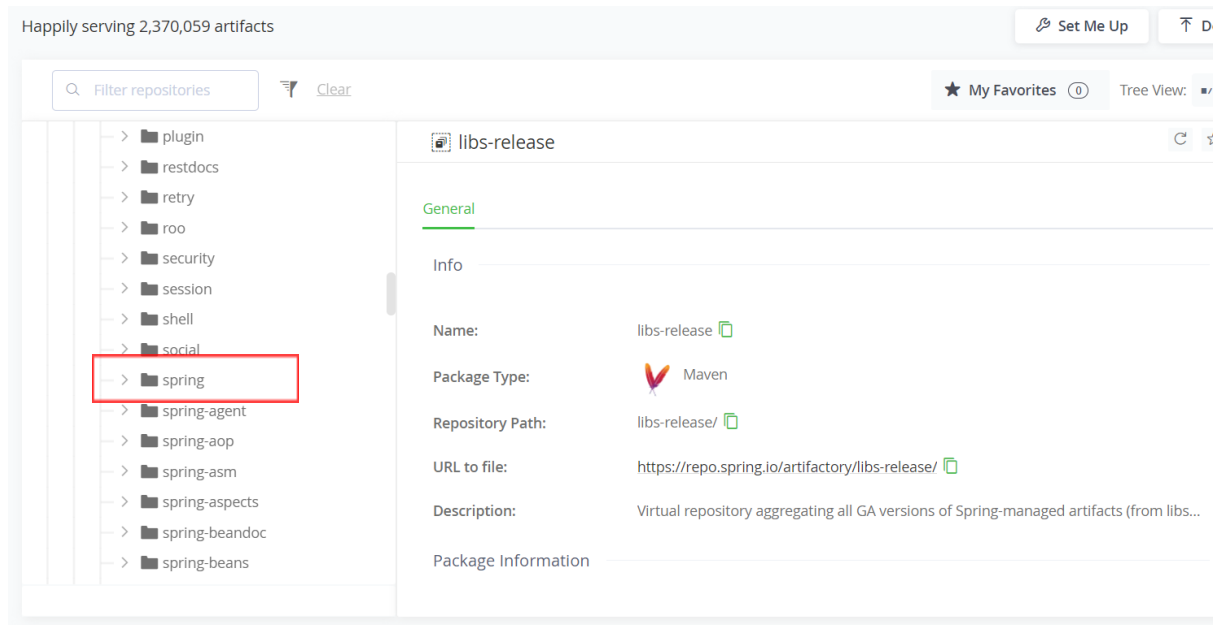 Happily serving 2,370,059 artifacts
Set Me Up
Filter repositories
Clear
My Favorites 0
Tree View:
plugin
restdocs
retry
roo
security
session
shell
social
spring
spring-agent
spring-aop
spring-asm
spring-aspects
spring-beandoc
spring-beans
libs-release
General
Info
Name: libs-release
Package Type: Maven
Repository Path: libs-release/
URL to file: https://repo.spring.io/artifactory/libs-release/
Description: Virtual repository aggregating all GA versions of Spring-managed artifacts (from libs...
Package Information